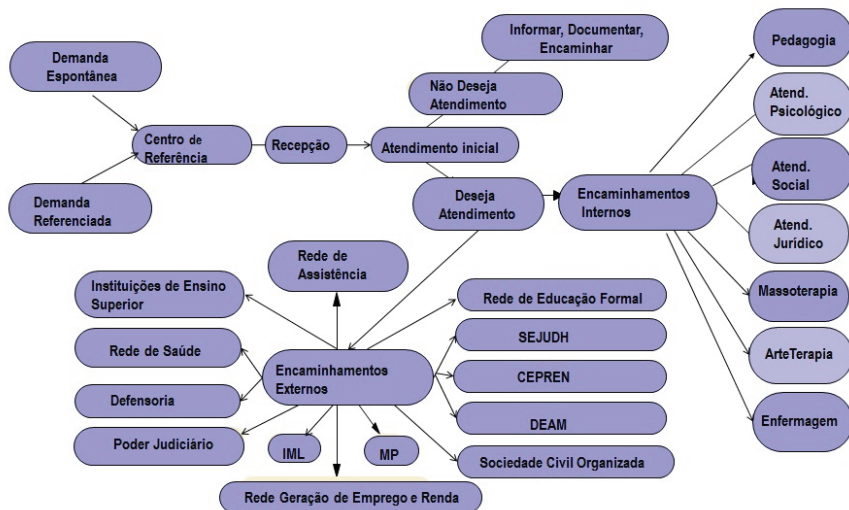 Demanda
Espontânea
Demanda
Referenciada
Centro de
Referência
Recepção
Atendimento inicial
Não Deseja
Atendimento
Informar, Documentar,
Encaminhar
Deseja
Atendimento
Encaminhamentos
Internos
Pedagogia
Atend.
Psicológico
Atend.
Social
Atend.
Jurídico
Massoterapia
ArteTerapia
Enfermagem
Rede de
Assistência
Instituições de Ensino
Superior
Rede de Saúde
Defensoria
Poder Judiciário
Encaminhamentos
Externos
Rede de Educação Formal
SEJUDH
CEPREN
DEAM
Sociedade Civil Organizada
IML
MP
Rede Geração de Emprego e Renda